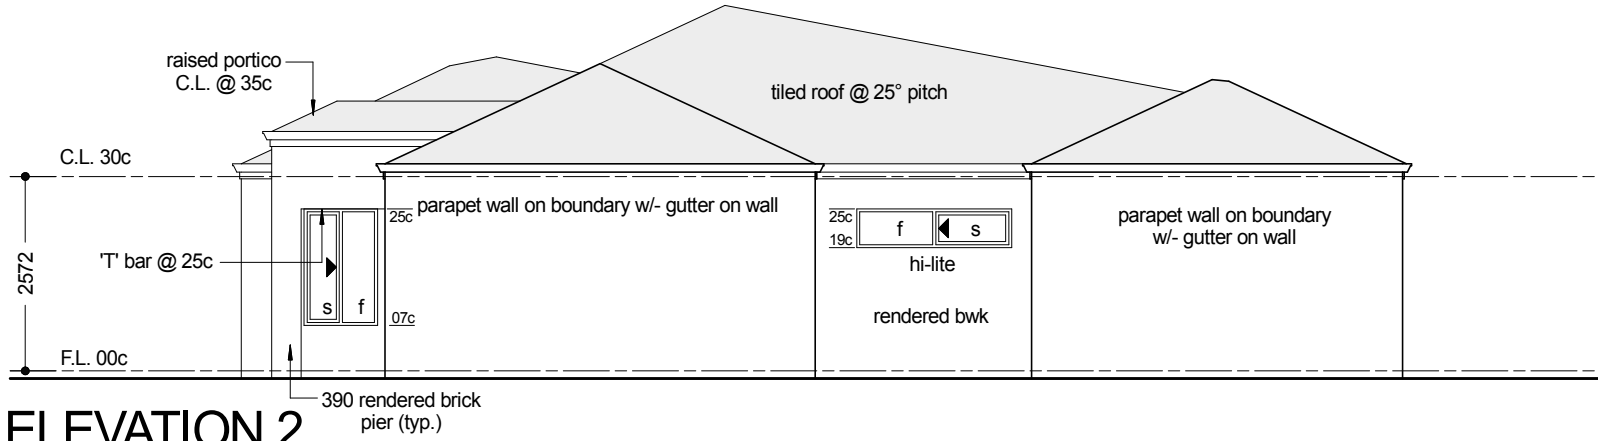 raised portico
C.L. @ 35c
tiled roof @ 25° pitch
C.L. 30c
25c
parapet wall on boundary w/- gutter on wall
25c
f
s
19c
hi-lite
parapet wall on boundary
w/- gutter on wall
'T' bar @ 25c
2572
s
f
07c
rendered bwk
F.L. 00c
390 rendered brick
pier (typ.)
ELEVATION 2